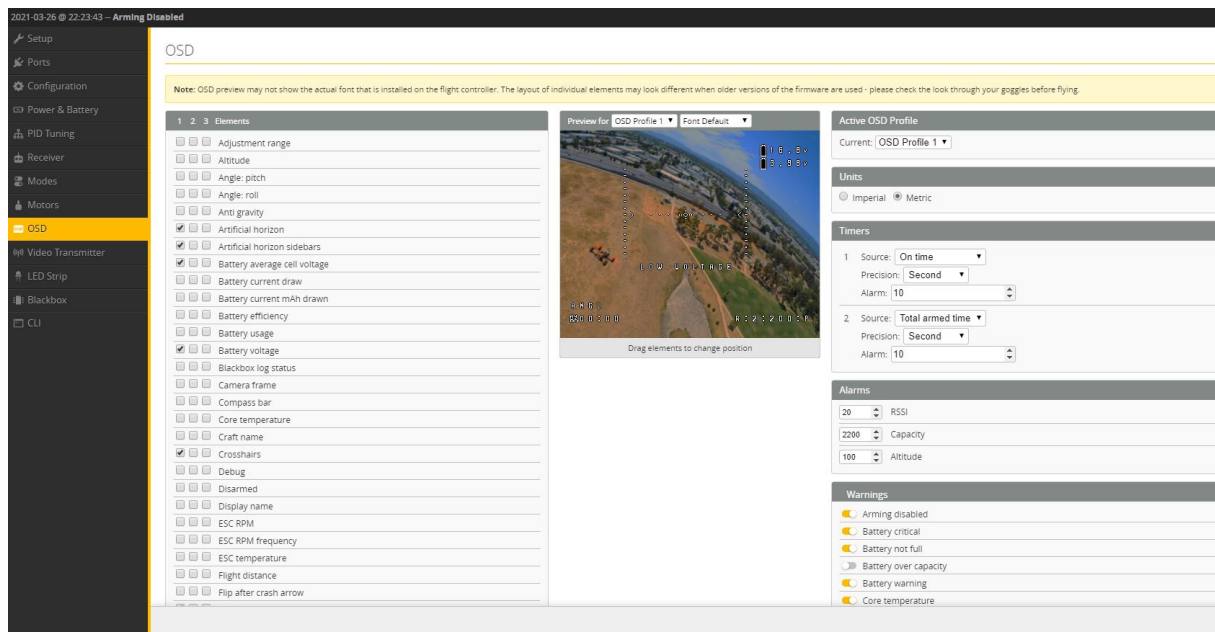 2021-03-26 @ 22:23:43 -- Arming Disabled
Setup
Ports
Configuration
Power & Battery
PID Tuning
Receiver
Modes
Motors
OSD
Video Transmitter
LED Strip
Blackbox
CLI
OSD
Note: OSD preview may not show the actual font that is installed on the flight controller. The layout of individual elements may look different when older versions of the firmware are used - please check the look through your goggles before flying.
1 2 3 Elements
Adjustment range
Altitude
Angle: pitch
Angle: roll
Anti gravity
Artificial horizon
Artificial horizon sidebars
Battery average cell voltage
Battery current draw
Battery current mAh drawn
Battery efficiency
Battery usage
Battery voltage
Blackbox log status
Camera frame
Compass bar
Core temperature
Craft name
Crosshairs
Debug
Disarmed
Display name
ESC RPM
ESC RPM frequency
ESC temperature
Flight distance
Flip after crash arrow
Preview for OSD Profile 1 Font Default
16.8V
3.98V
LOW VOLTAGE
ANGL
R:2:200:P
Drag elements to change position
Active OSD Profile
Current: OSD Profile 1
Units
Imperial Metric
Timers
1 Source: On time
Precision: Second
Alarm: 10
2 Source: Total armed time
Precision: Second
Alarm: 10
Alarms
20 RSSI
2200 Capacity
100 Altitude
Warnings
Arming disabled
Battery critical
Battery not full
Battery over capacity
Battery warning
Core temperature